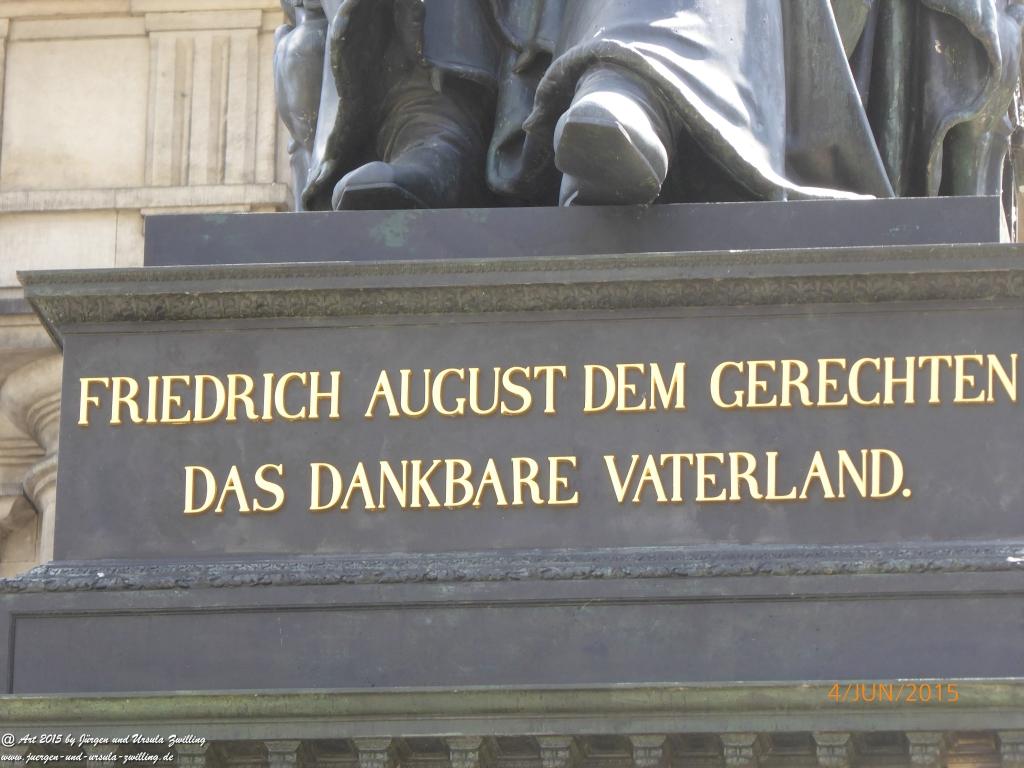 FRIEDRICH AUGUST DEM GERECHTEN
DAS DANKBARE VATERLAND.
4/JUN/2015
@ Art 2015 by Jürgen und Ursula Zwilling
www.juergen-und-ursula-zwilling.de